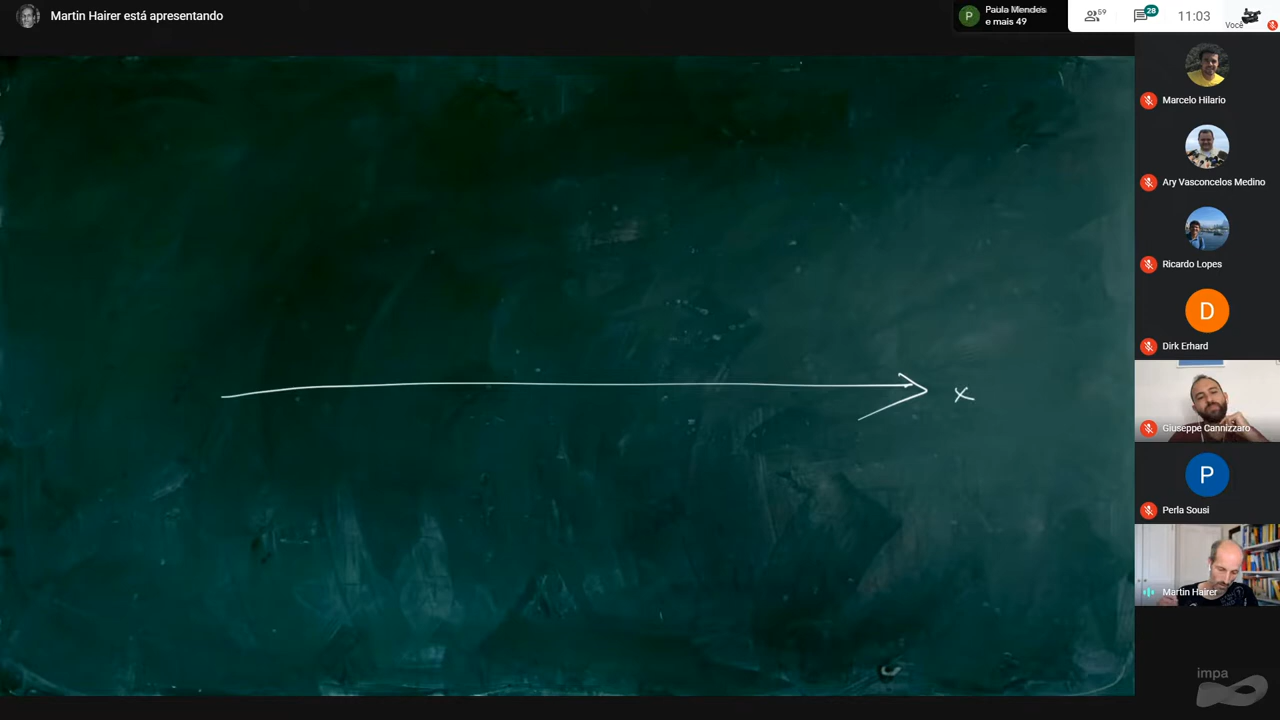 Martin Hairer está apresentando
Paula Mendes
e mais 49
59
28
11:03
Você
Marcelo Hilario
Ary Vasconcelos Medino
Ricardo Lopes
D
Dirk Erhard
Giuseppe Cannizzaro
P
Perla Sousi
Martin Hairer
P
x
impa